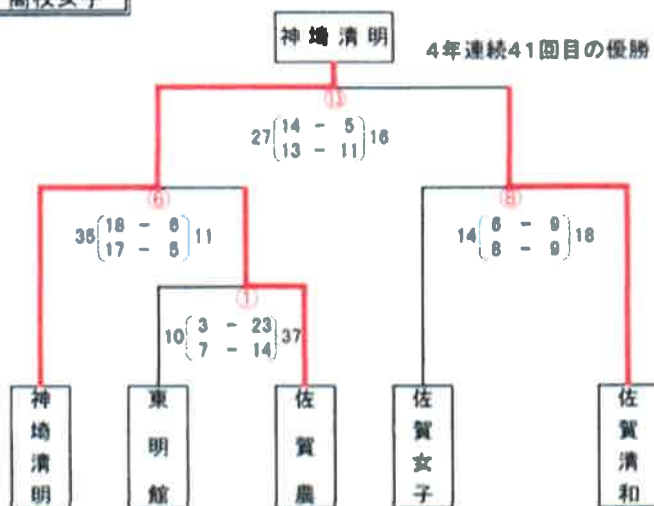 高校女子
神埼清明
4年連続41回目の優勝
⑬
27 14 - 5 16
13 - 11
⑥
⑧
35 18 - 6 11
17 - 5
14 6 - 9 18
8 - 9
①
10 3 - 23 37
7 - 14
神埼清明
東明館
佐賀農
佐賀女子
佐賀清和